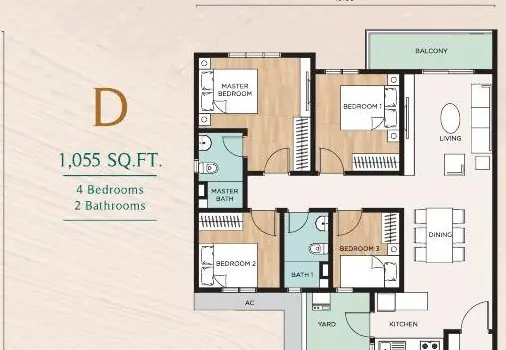 BALCONY
D
MASTER
BEDROOM
BEDROOM 1
1,055 SQ.FT.
LIVING
4 Bedrooms
MASTER
BATH
2 Bathrooms
DINING
BEDROOM 2
BATH 1
BEDROOM 3
AC
YARD
KITCHEN